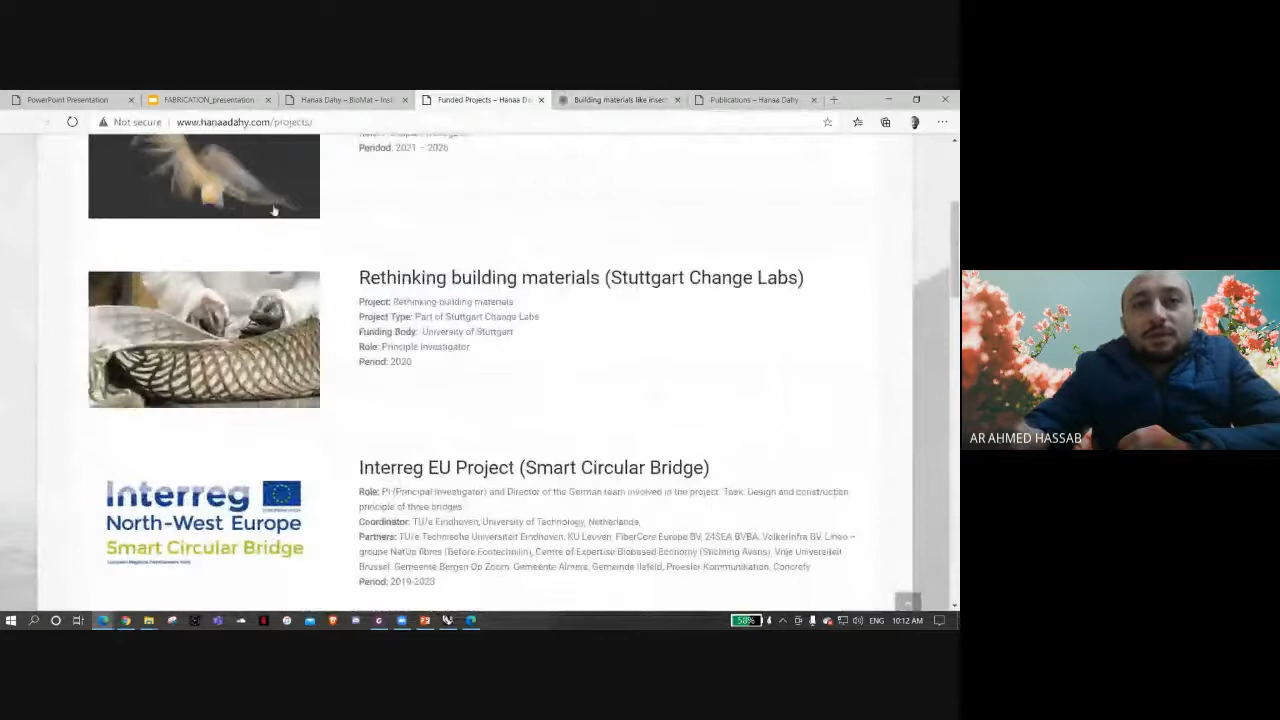 PowerPoint Presentation
FABRICATION_presentation
Hanaa Dahy – BioMat – Inst
Funded Projects – Hanaa Da
Building materials like insec
Publications – Hanaa Dahy
Not secure | www.hanaadahy.com/projects/
Period: 2021 – 2026
Rethinking building materials (Stuttgart Change Labs)
Project: Rethinking building materials
Project Type: Part of Stuttgart Change Labs
Funding Body: University of Stuttgart
Role: Principle Investigator
Period: 2020
Interreg EU Project (Smart Circular Bridge)
Role: PI (Principal Investigator) and Director of the German team involved in the project. Task: Design and construction
principle of three bridges.
Coordinator: TU/e Eindhoven, University of Technology, Netherlands,
Partners: TU/e Technische Universiteit Eindhoven, KU Leuven, FiberCore Europe BV, 24SEA BVBA, Volkerinfra BV, Lineo –
groupe NatUp fibres (before Ecotechnilin), Centre of Expertise Biobased Economy (Stichting Avans), Vrije Universiteit
Brussel, Gemeente Bergen Op Zoom, Gemeente Almere, Gemeinde Ilsfeld, Proesler Kommunikation, Concrefy
Period: 2019-2023
Interreg
North-West Europe
Smart Circular Bridge
58%
ENG
10:12 AM
AR AHMED HASSAB